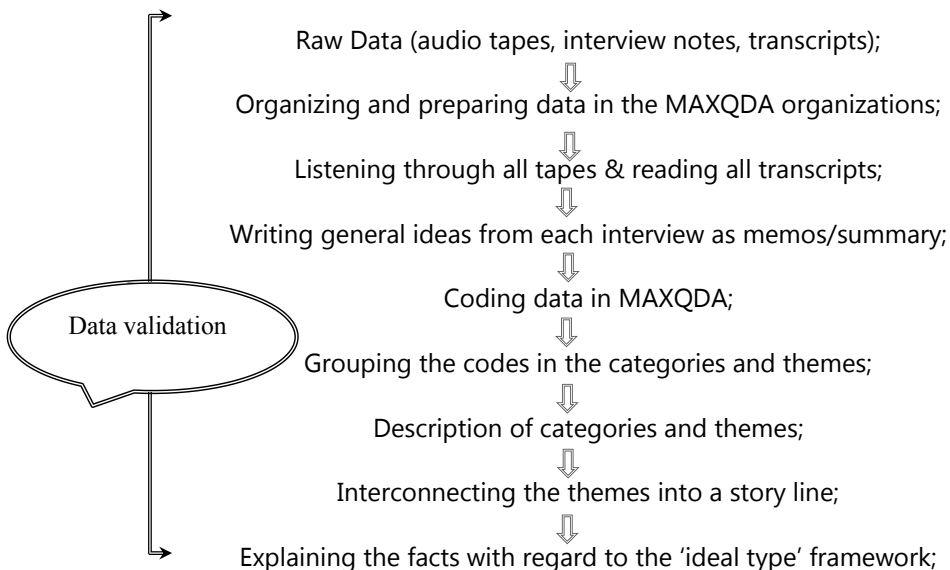 Raw Data (audio tapes, interview notes, transcripts);
Organizing and preparing data in the MAXQDA organizations;
Listening through all tapes & reading all transcripts;
Writing general ideas from each interview as memos/summary;
Coding data in MAXQDA;
Data validation
Grouping the codes in the categories and themes;
Description of categories and themes;
Interconnecting the themes into a story line;
Explaining the facts with regard to the ‘ideal type’ framework;